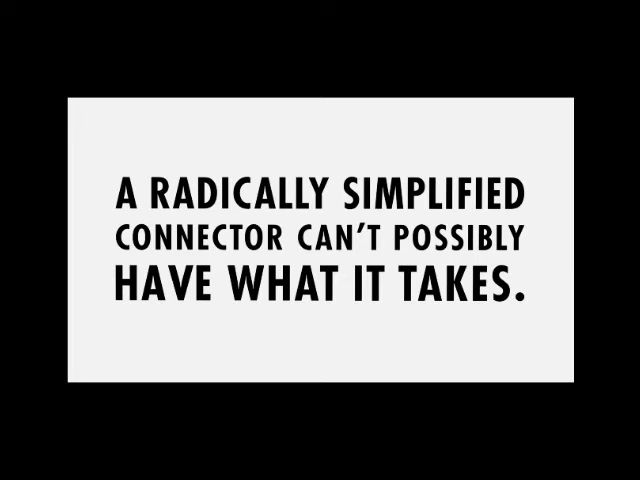 A RADICALLY SIMPLIFIED
CONNECTOR CAN'T POSSIBLY
HAVE WHAT IT TAKES.